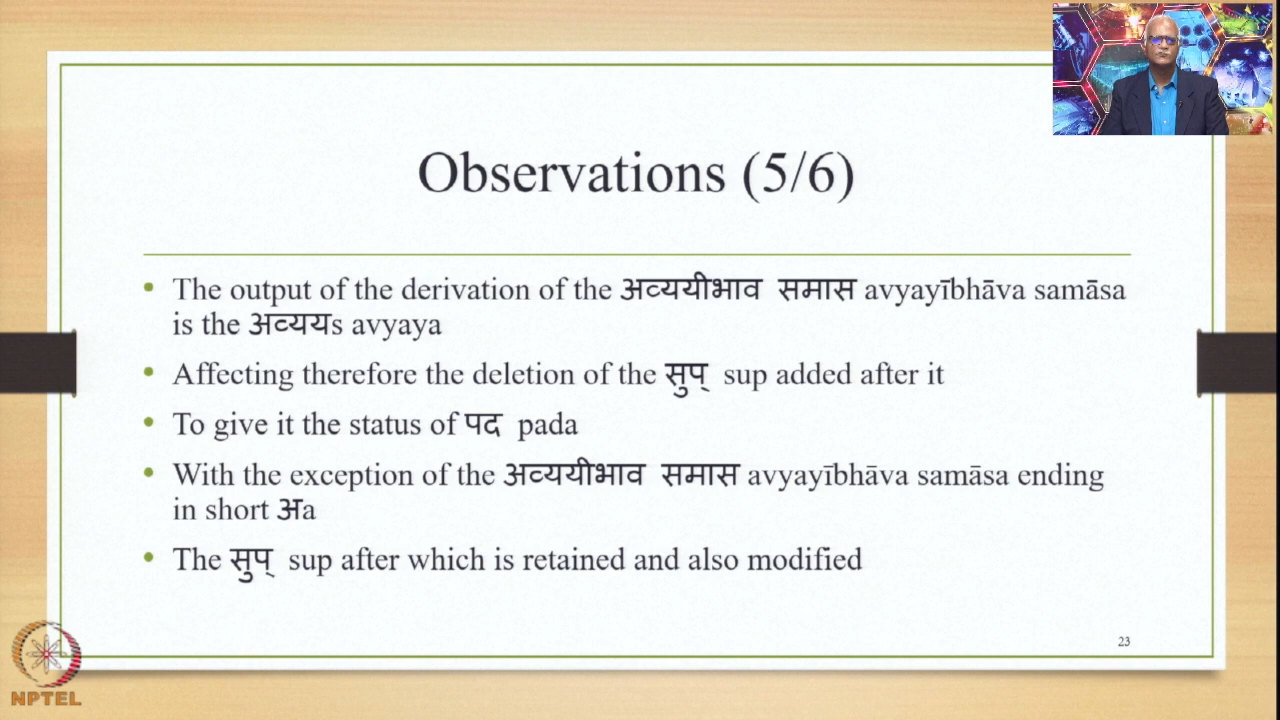 Observations (5/6)
The output of the derivation of the अव्ययीभाव समास avyayībhāva samāsa
is the अव्ययs avyaya
Affecting therefore the deletion of the सुप् sup added after it
To give it the status of पद pada
With the exception of the अव्ययीभाव समास avyayībhāva samāsa ending
in short अa
The सुप् sup after which is retained and also modified
23
NPTEL